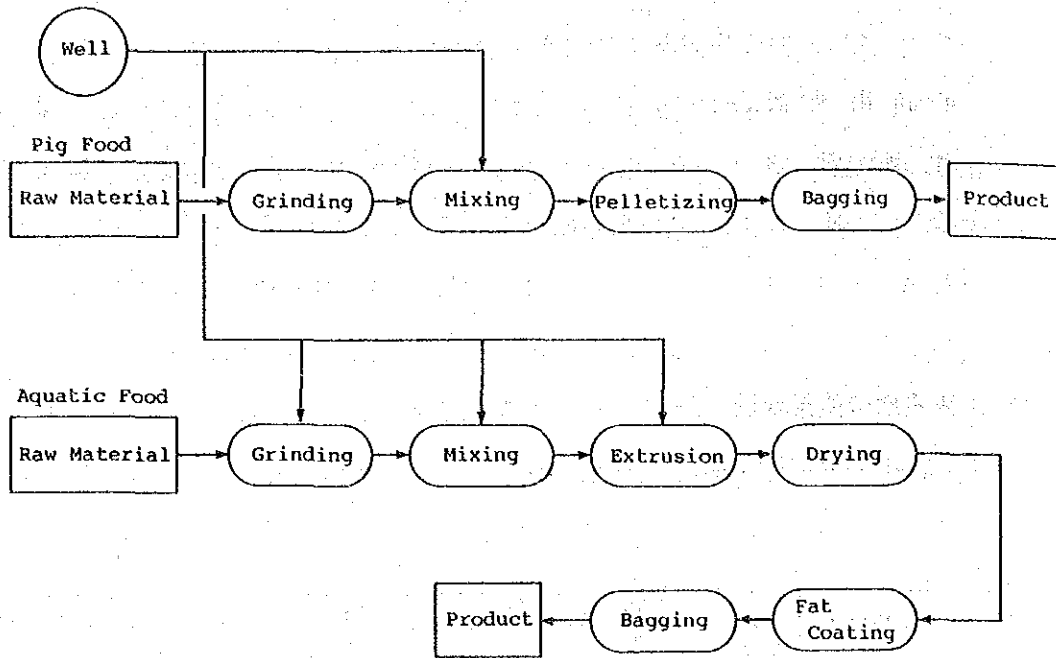 Well
Pig Food
Raw Material
Grinding
Mixing
Pelletizing
Bagging
Product
Aquatic Food
Raw Material
Grinding
Mixing
Extrusion
Drying
Product
Bagging
Fat
Coating